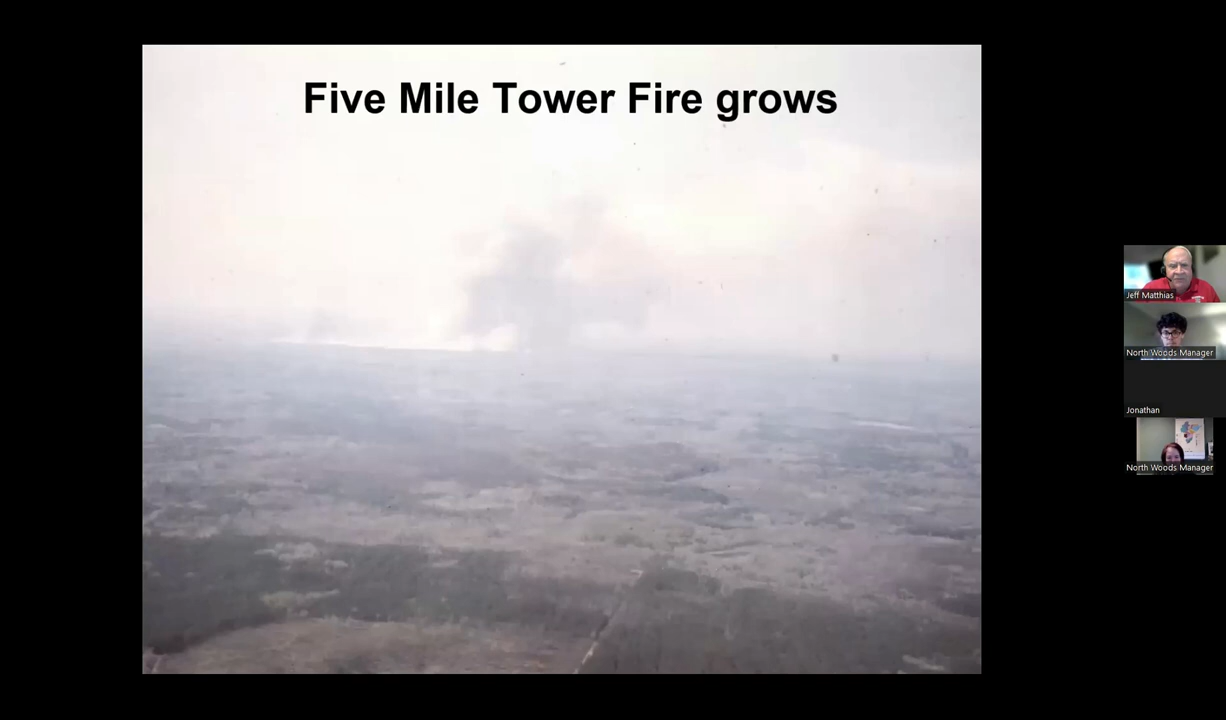 Five Mile Tower Fire grows
Jeff Matthias
North Woods Manager
Jonathan
North Woods Manager